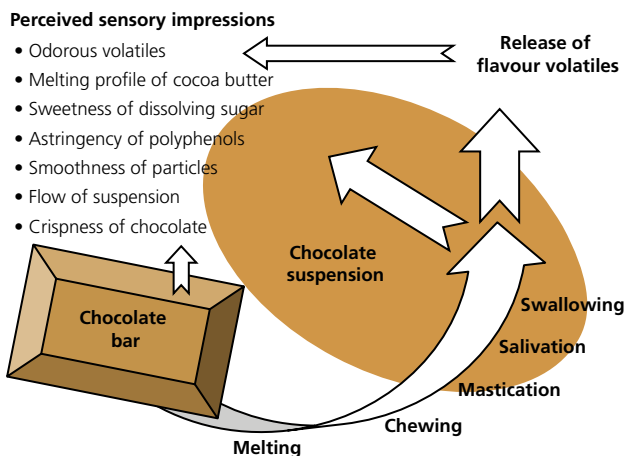 Perceived sensory impressions
• Odorous volatiles
• Melting profile of cocoa butter
• Sweetness of dissolving sugar
• Astringency of polyphenols
• Smoothness of particles
• Flow of suspension
• Crispness of chocolate
Release of
flavour volatiles
Chocolate
suspension
Chocolate
bar
Swallowing
Salivation
Mastication
Chewing
Melting